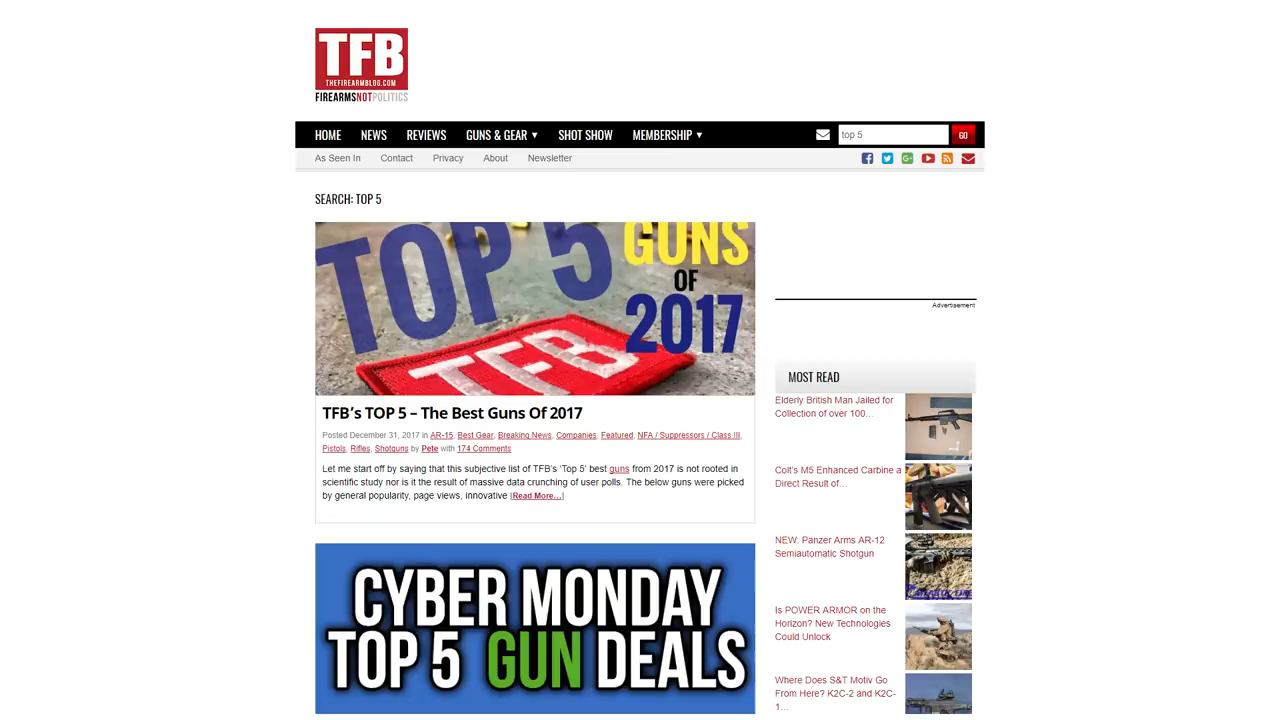 TFB
THEFIREARMBLOG.COM
FIREARMSNOTPOLITICS
HOME NEWS REVIEWS GUNS & GEAR ▼ SHOT SHOW MEMBERSHIP ▼ top 5 GO
As Seen In Contact Privacy About Newsletter
SEARCH: TOP 5
TOP 5
GUNS
OF
2017
TFB
TFB's TOP 5 – The Best Guns Of 2017
Posted December 31, 2017 in AR-15, Best Gear, Breaking News, Companies, Featured, NFA / Suppressors / Class III,
Pistols, Rifles, Shotguns by Pete with 174 Comments
Let me start off by saying that this subjective list of TFB's 'Top 5' best guns from 2017 is not rooted in
scientific study nor is it the result of massive data crunching of user polls. The below guns were picked
by general popularity, page views, innovative [Read More…]
CYBER MONDAY
TOP 5 GUN DEALS
Advertisement
MOST READ
Elderly British Man Jailed for
Collection of over 100…
Colt's M5 Enhanced Carbine a
Direct Result of…
NEW: Panzer Arms AR-12
Semiautomatic Shotgun
Is POWER ARMOR on the
Horizon? New Technologies
Could Unlock
Where Does S&T Motiv Go
From Here? K2C-2 and K2C-
1…